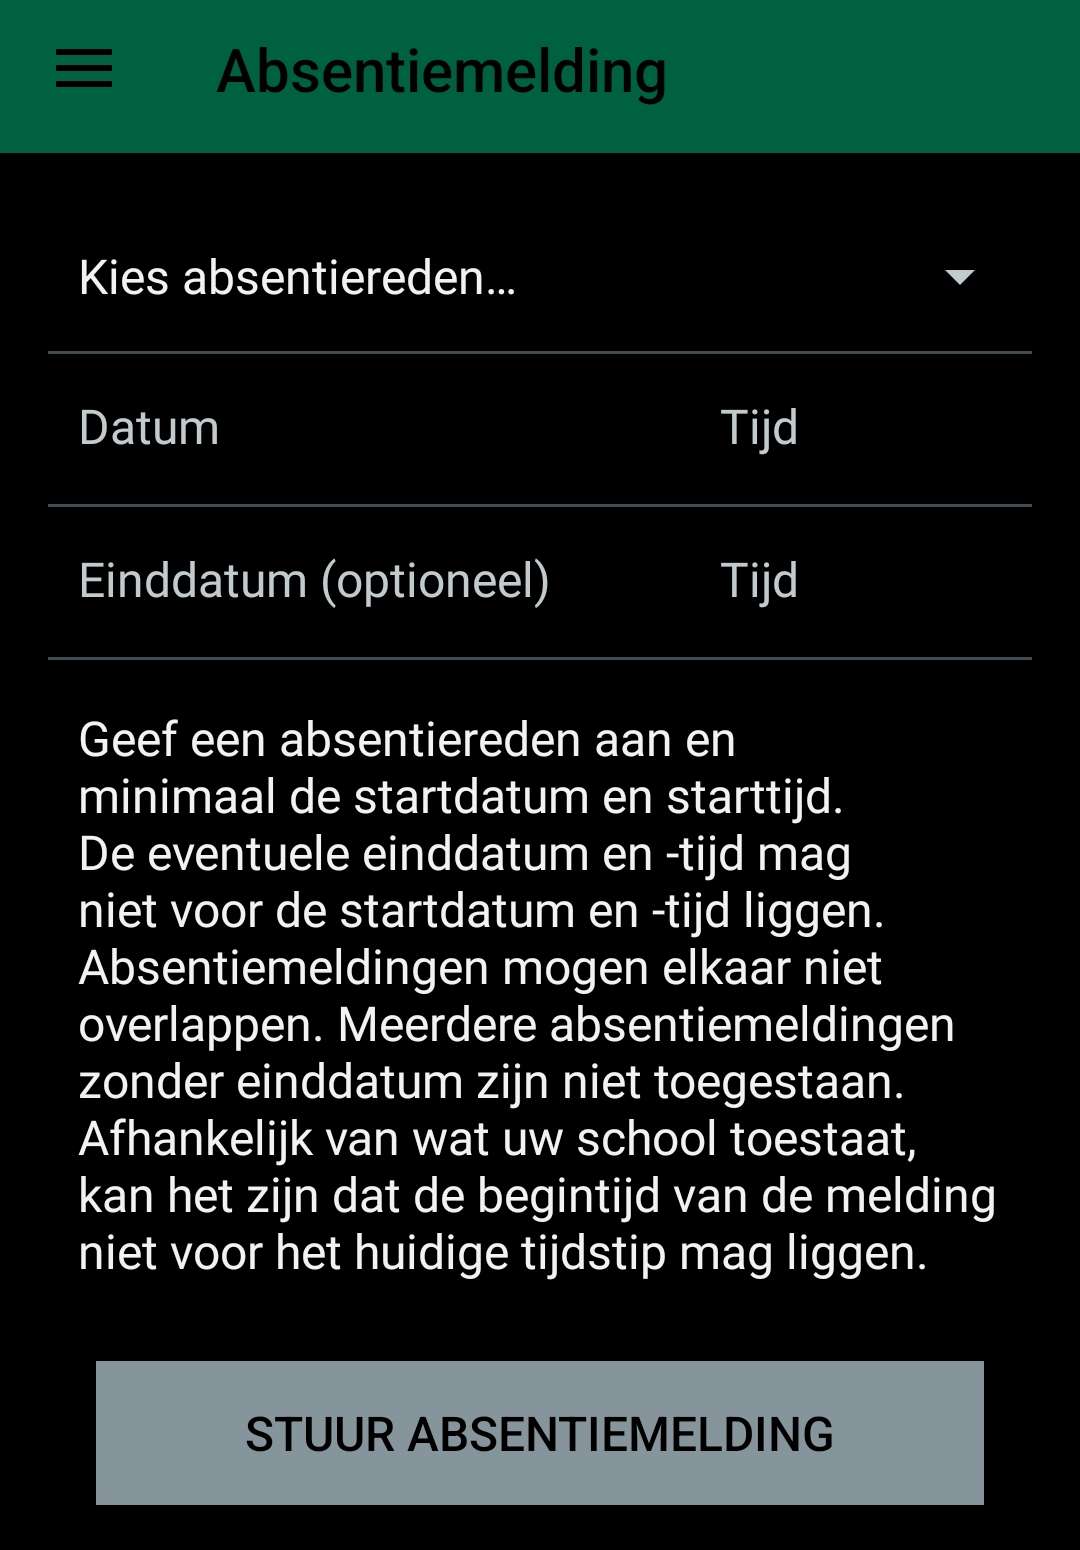 Absentiemelding
Kies absentiereden...
Datum Tijd
Einddatum (optioneel) Tijd
Geef een absentiereden aan en
minimaal de startdatum en starttijd.
De eventuele einddatum en -tijd mag
niet voor de startdatum en -tijd liggen.
Absentiemeldingen mogen elkaar niet
overlappen. Meerdere absentiemeldingen
zonder einddatum zijn niet toegestaan.
Afhankelijk van wat uw school toestaat,
kan het zijn dat de begintijd van de melding
niet voor het huidige tijdstip mag liggen.
STUUR ABSENTIEMELDING